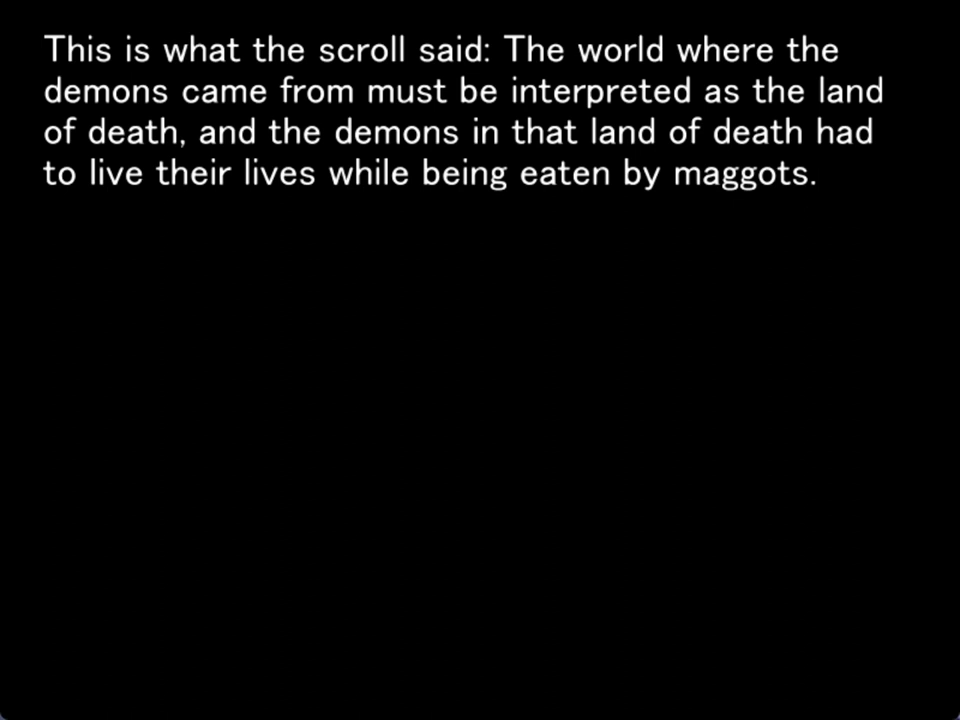 This is what the scroll said: The world where the
demons came from must be interpreted as the land
of death, and the demons in that land of death had
to live their lives while being eaten by maggots.